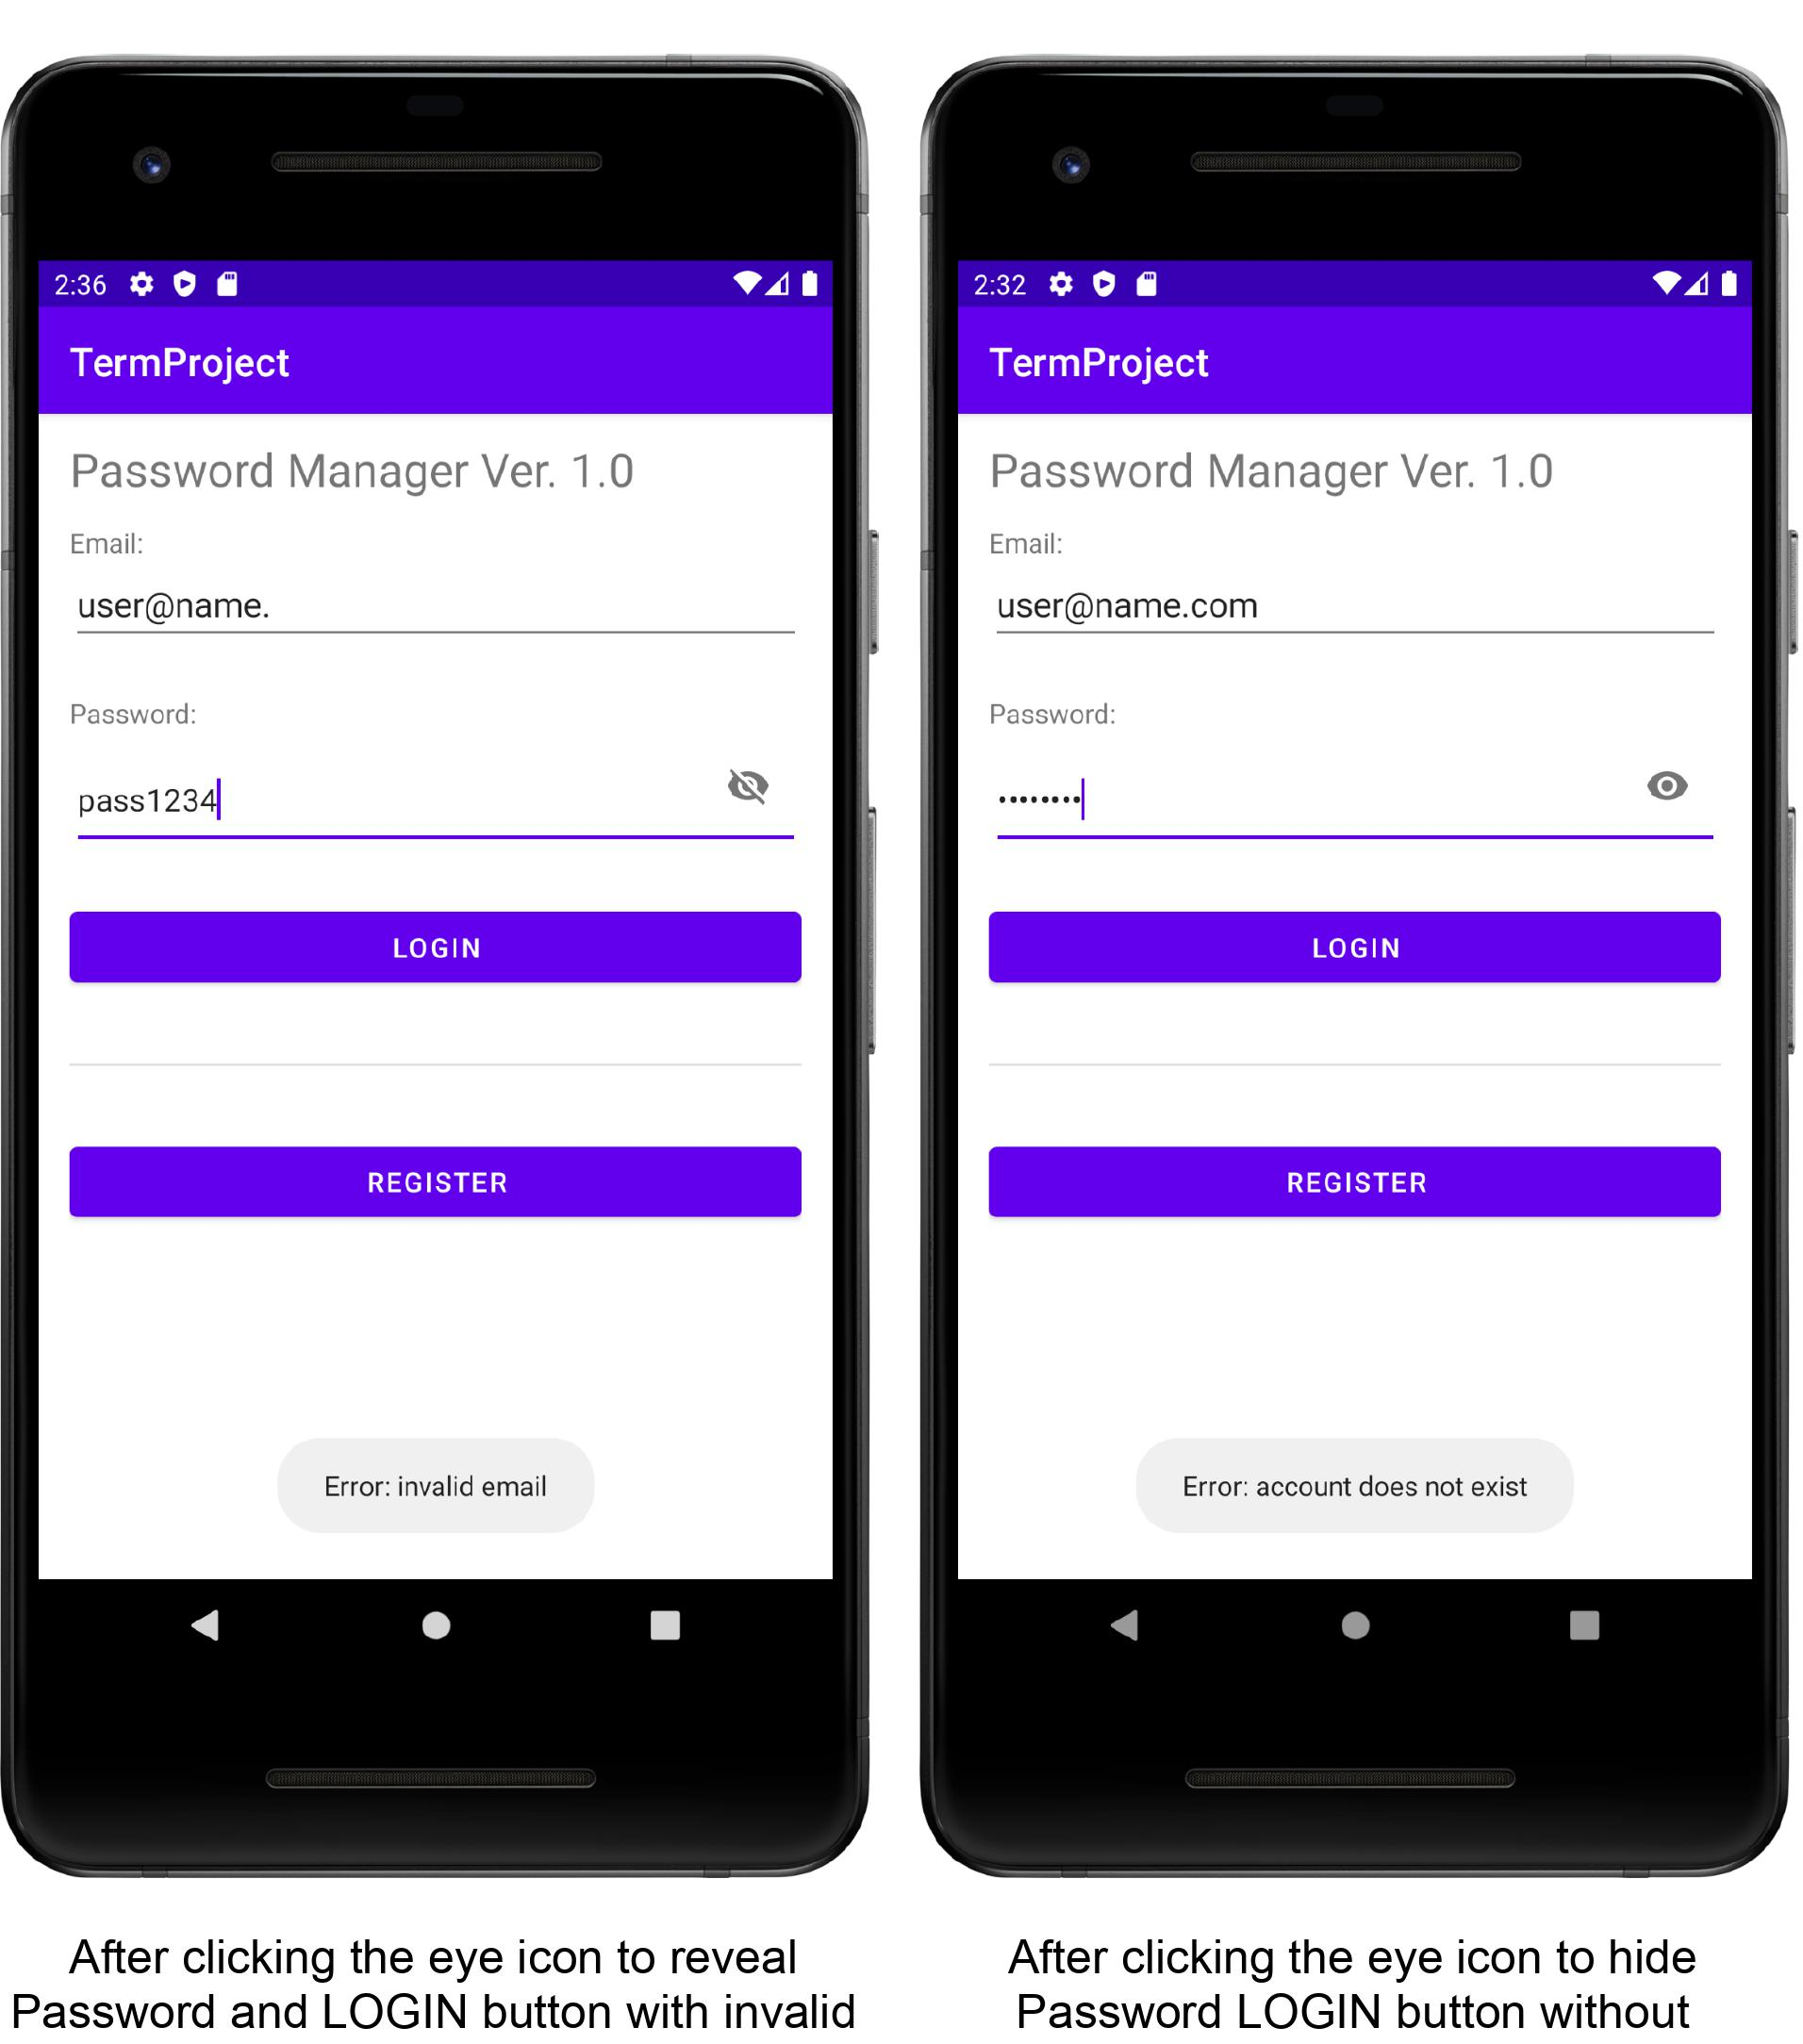 2:36
TermProject
Password Manager Ver. 1.0
Email:
user@name.
Password:
pass1234
LOGIN
REGISTER
Error: invalid email
After clicking the eye icon to reveal
Password and LOGIN button with invalid
2:32
TermProject
Password Manager Ver. 1.0
Email:
user@name.com
Password:
••••••••
LOGIN
REGISTER
Error: account does not exist
After clicking the eye icon to hide
Password LOGIN button without